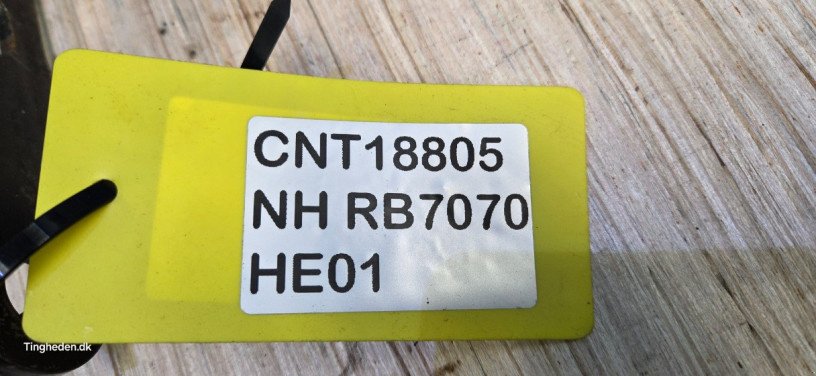 CNT18805
NH RB7070
HE01
Tingheden.dk